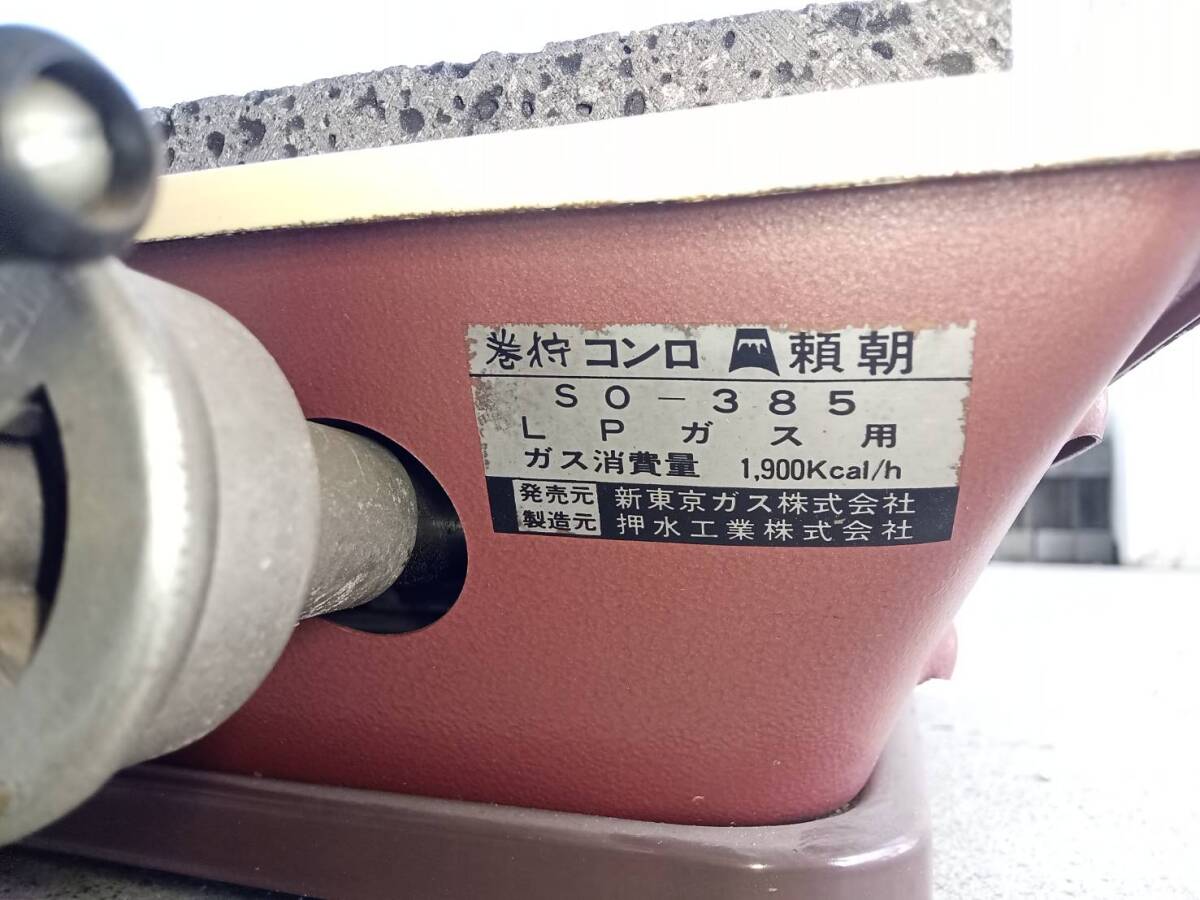 巻狩コンロ 頼朝
SO-385
LPガス用
ガス消費量 1,900Kcal/h
発売元 新東京ガス株式会社
製造元 押水工業株式会社